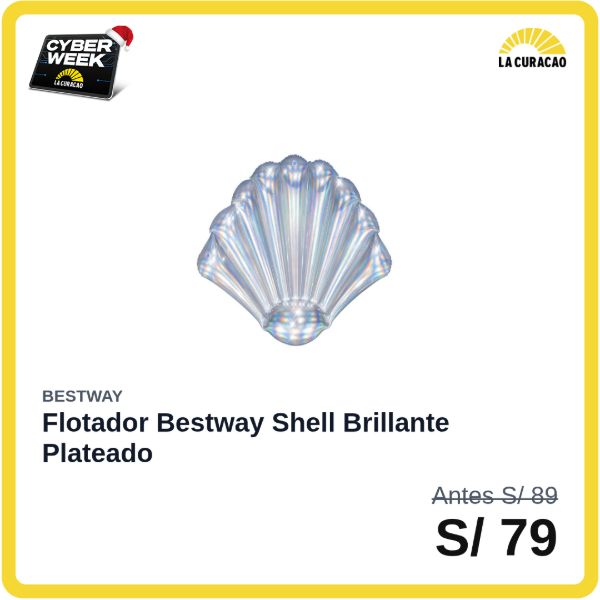 CYBER
WEEK
LA CURACAO
LA CURACAO
BESTWAY
Flotador Bestway Shell Brillante
Plateado
Antes S/ 89
S/ 79